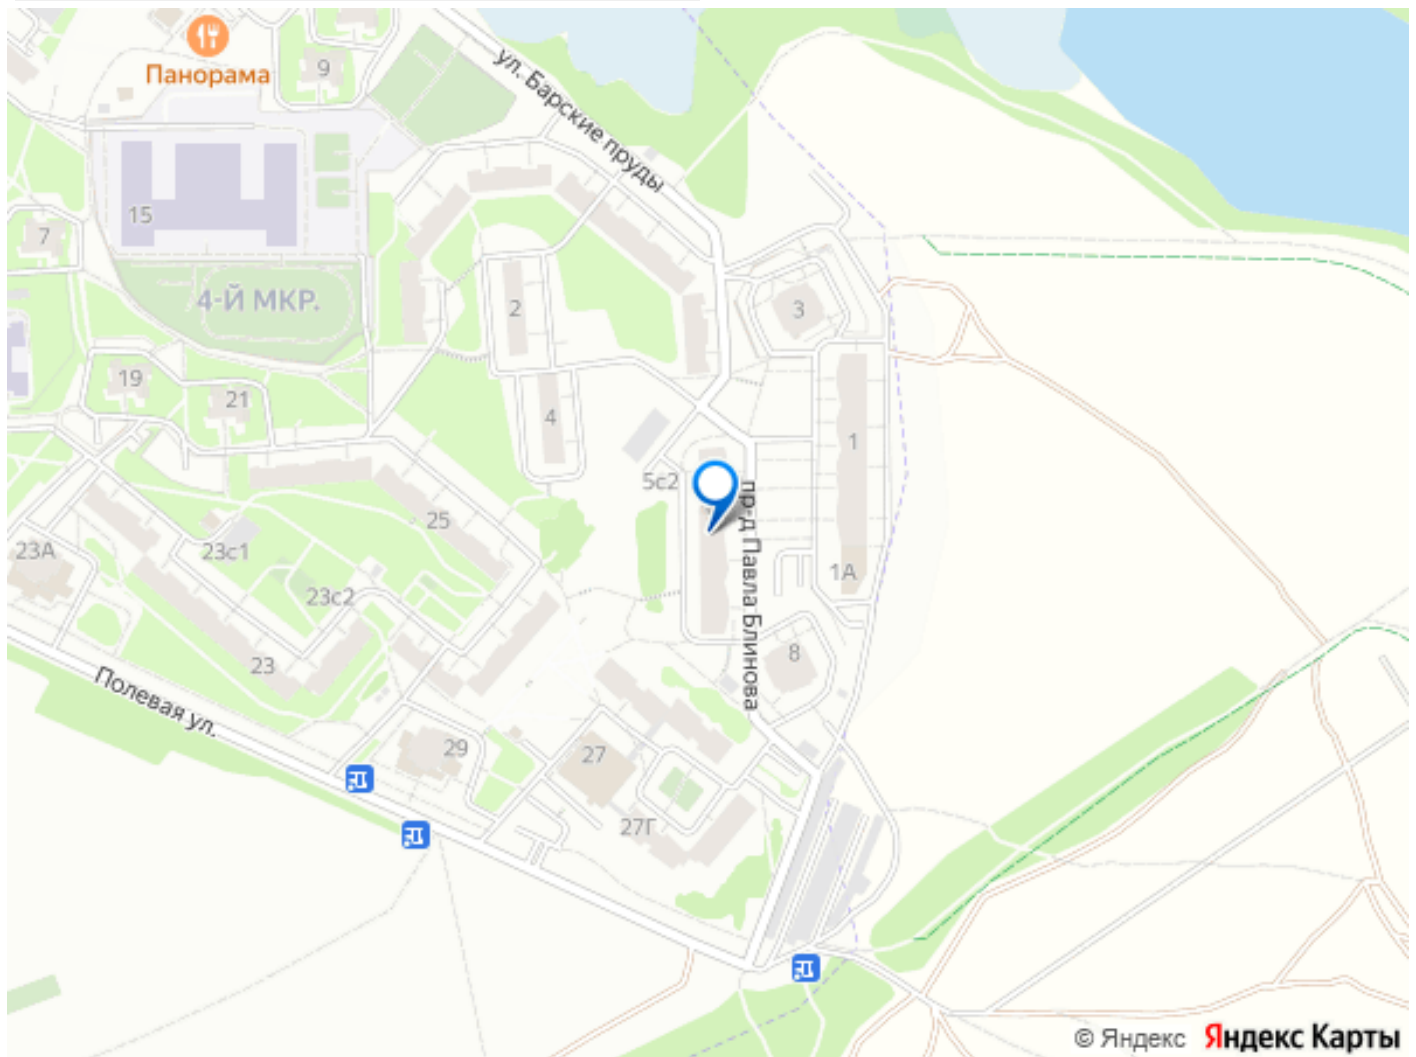 Панорама
9
ул. Барские пруды
15
7
4-Й МКР.
2
3
19
21
4
1
5с2
25
пр-д Павла Блинова
23А
23с1
1А
23с2
23
8
Полевая ул.
29
27
27Г
© Яндекс Яндекс Карты